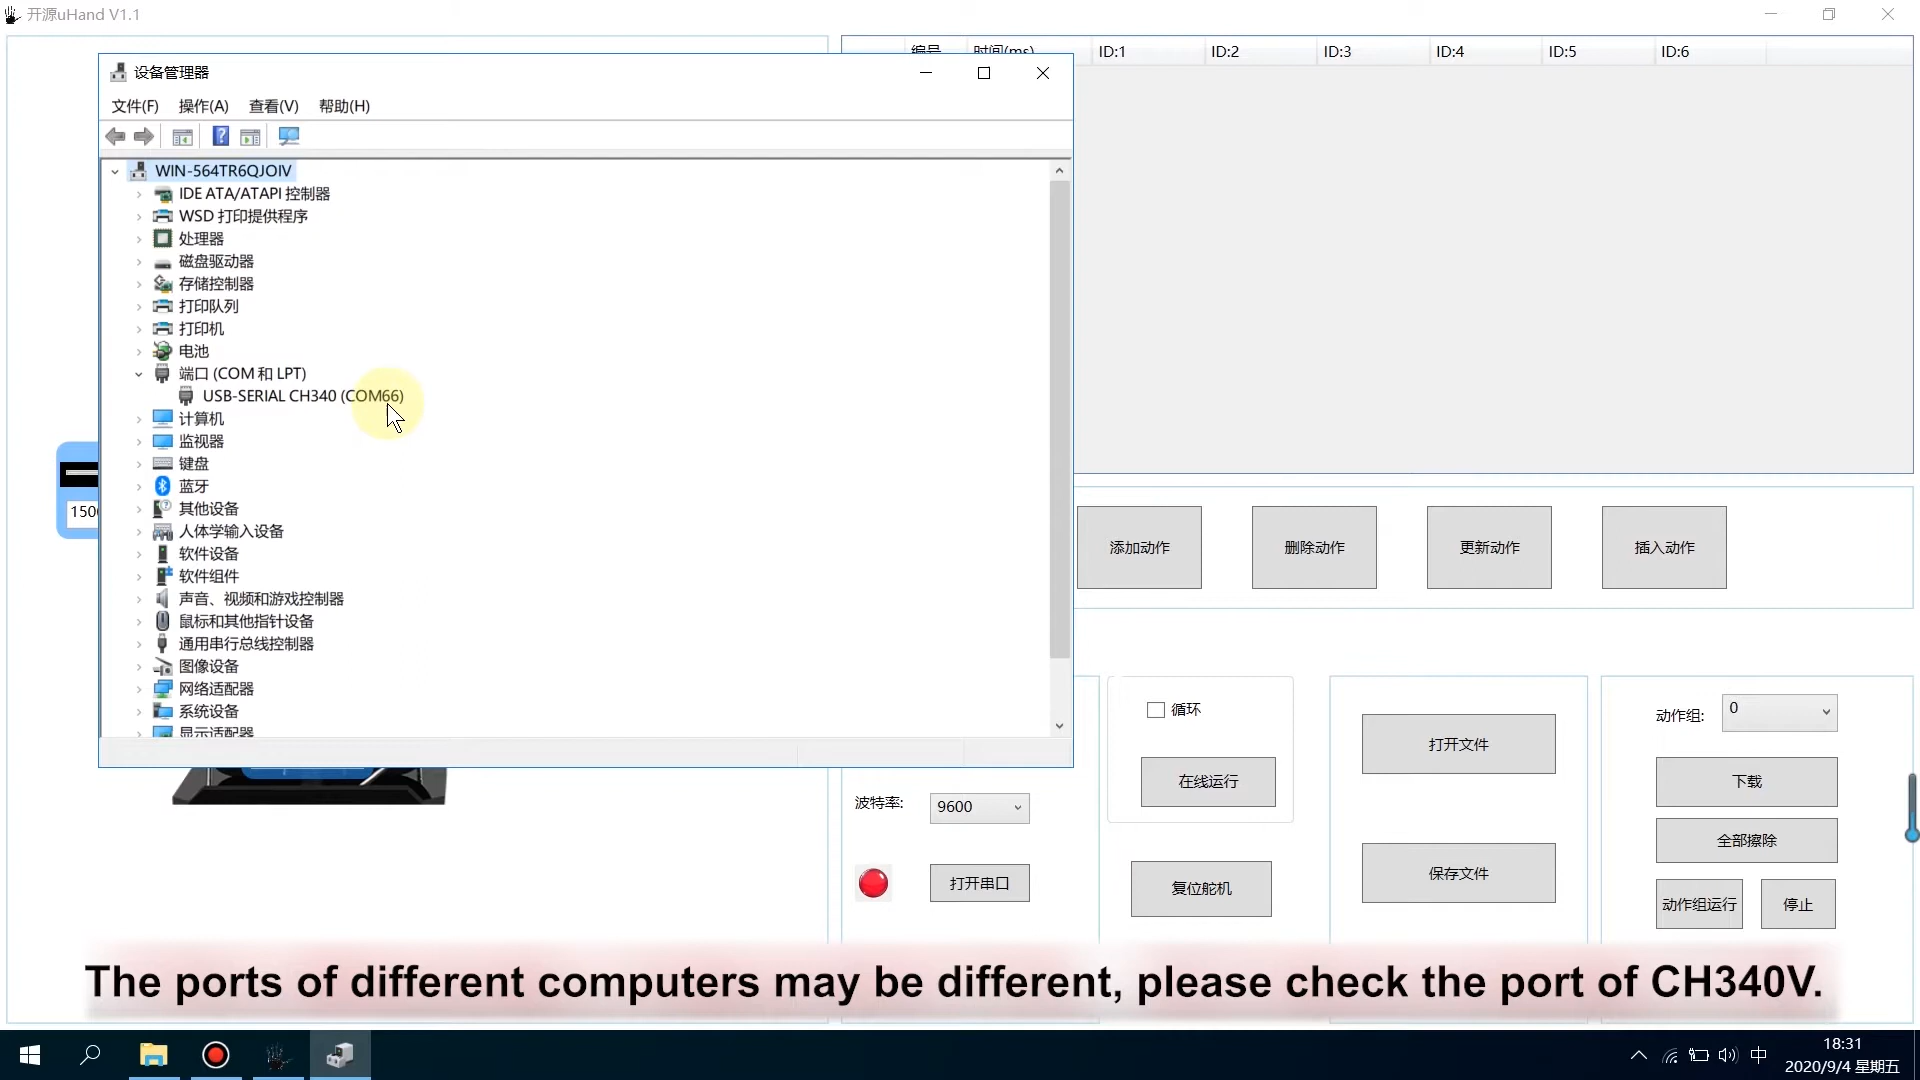 开源uHand V1.1
编号 时间(ms) ID:1 ID:2 ID:3 ID:4 ID:5 ID:6
设备管理器
文件(F) 操作(A) 查看(V) 帮助(H)
WIN-564TR6QJOIV
IDE ATA/ATAPI 控制器
WSD 打印提供程序
处理器
磁盘驱动器
存储控制器
打印队列
打印机
电池
端口 (COM 和 LPT)
USB-SERIAL CH340 (COM66)
计算机
监视器
键盘
蓝牙
其他设备
人体学输入设备
软件设备
软件组件
声音、视频和游戏控制器
鼠标和其他指针设备
通用串行总线控制器
图像设备
网络适配器
系统设备
显示适配器
添加动作 删除动作 更新动作 插入动作
波特率: 9600
打开串口
循环
在线运行
复位舵机
打开文件
保存文件
动作组: 0
下载
全部擦除
动作组运行 停止
The ports of different computers may be different, please check the port of CH340V.
中
18:31
2020/9/4 星期五